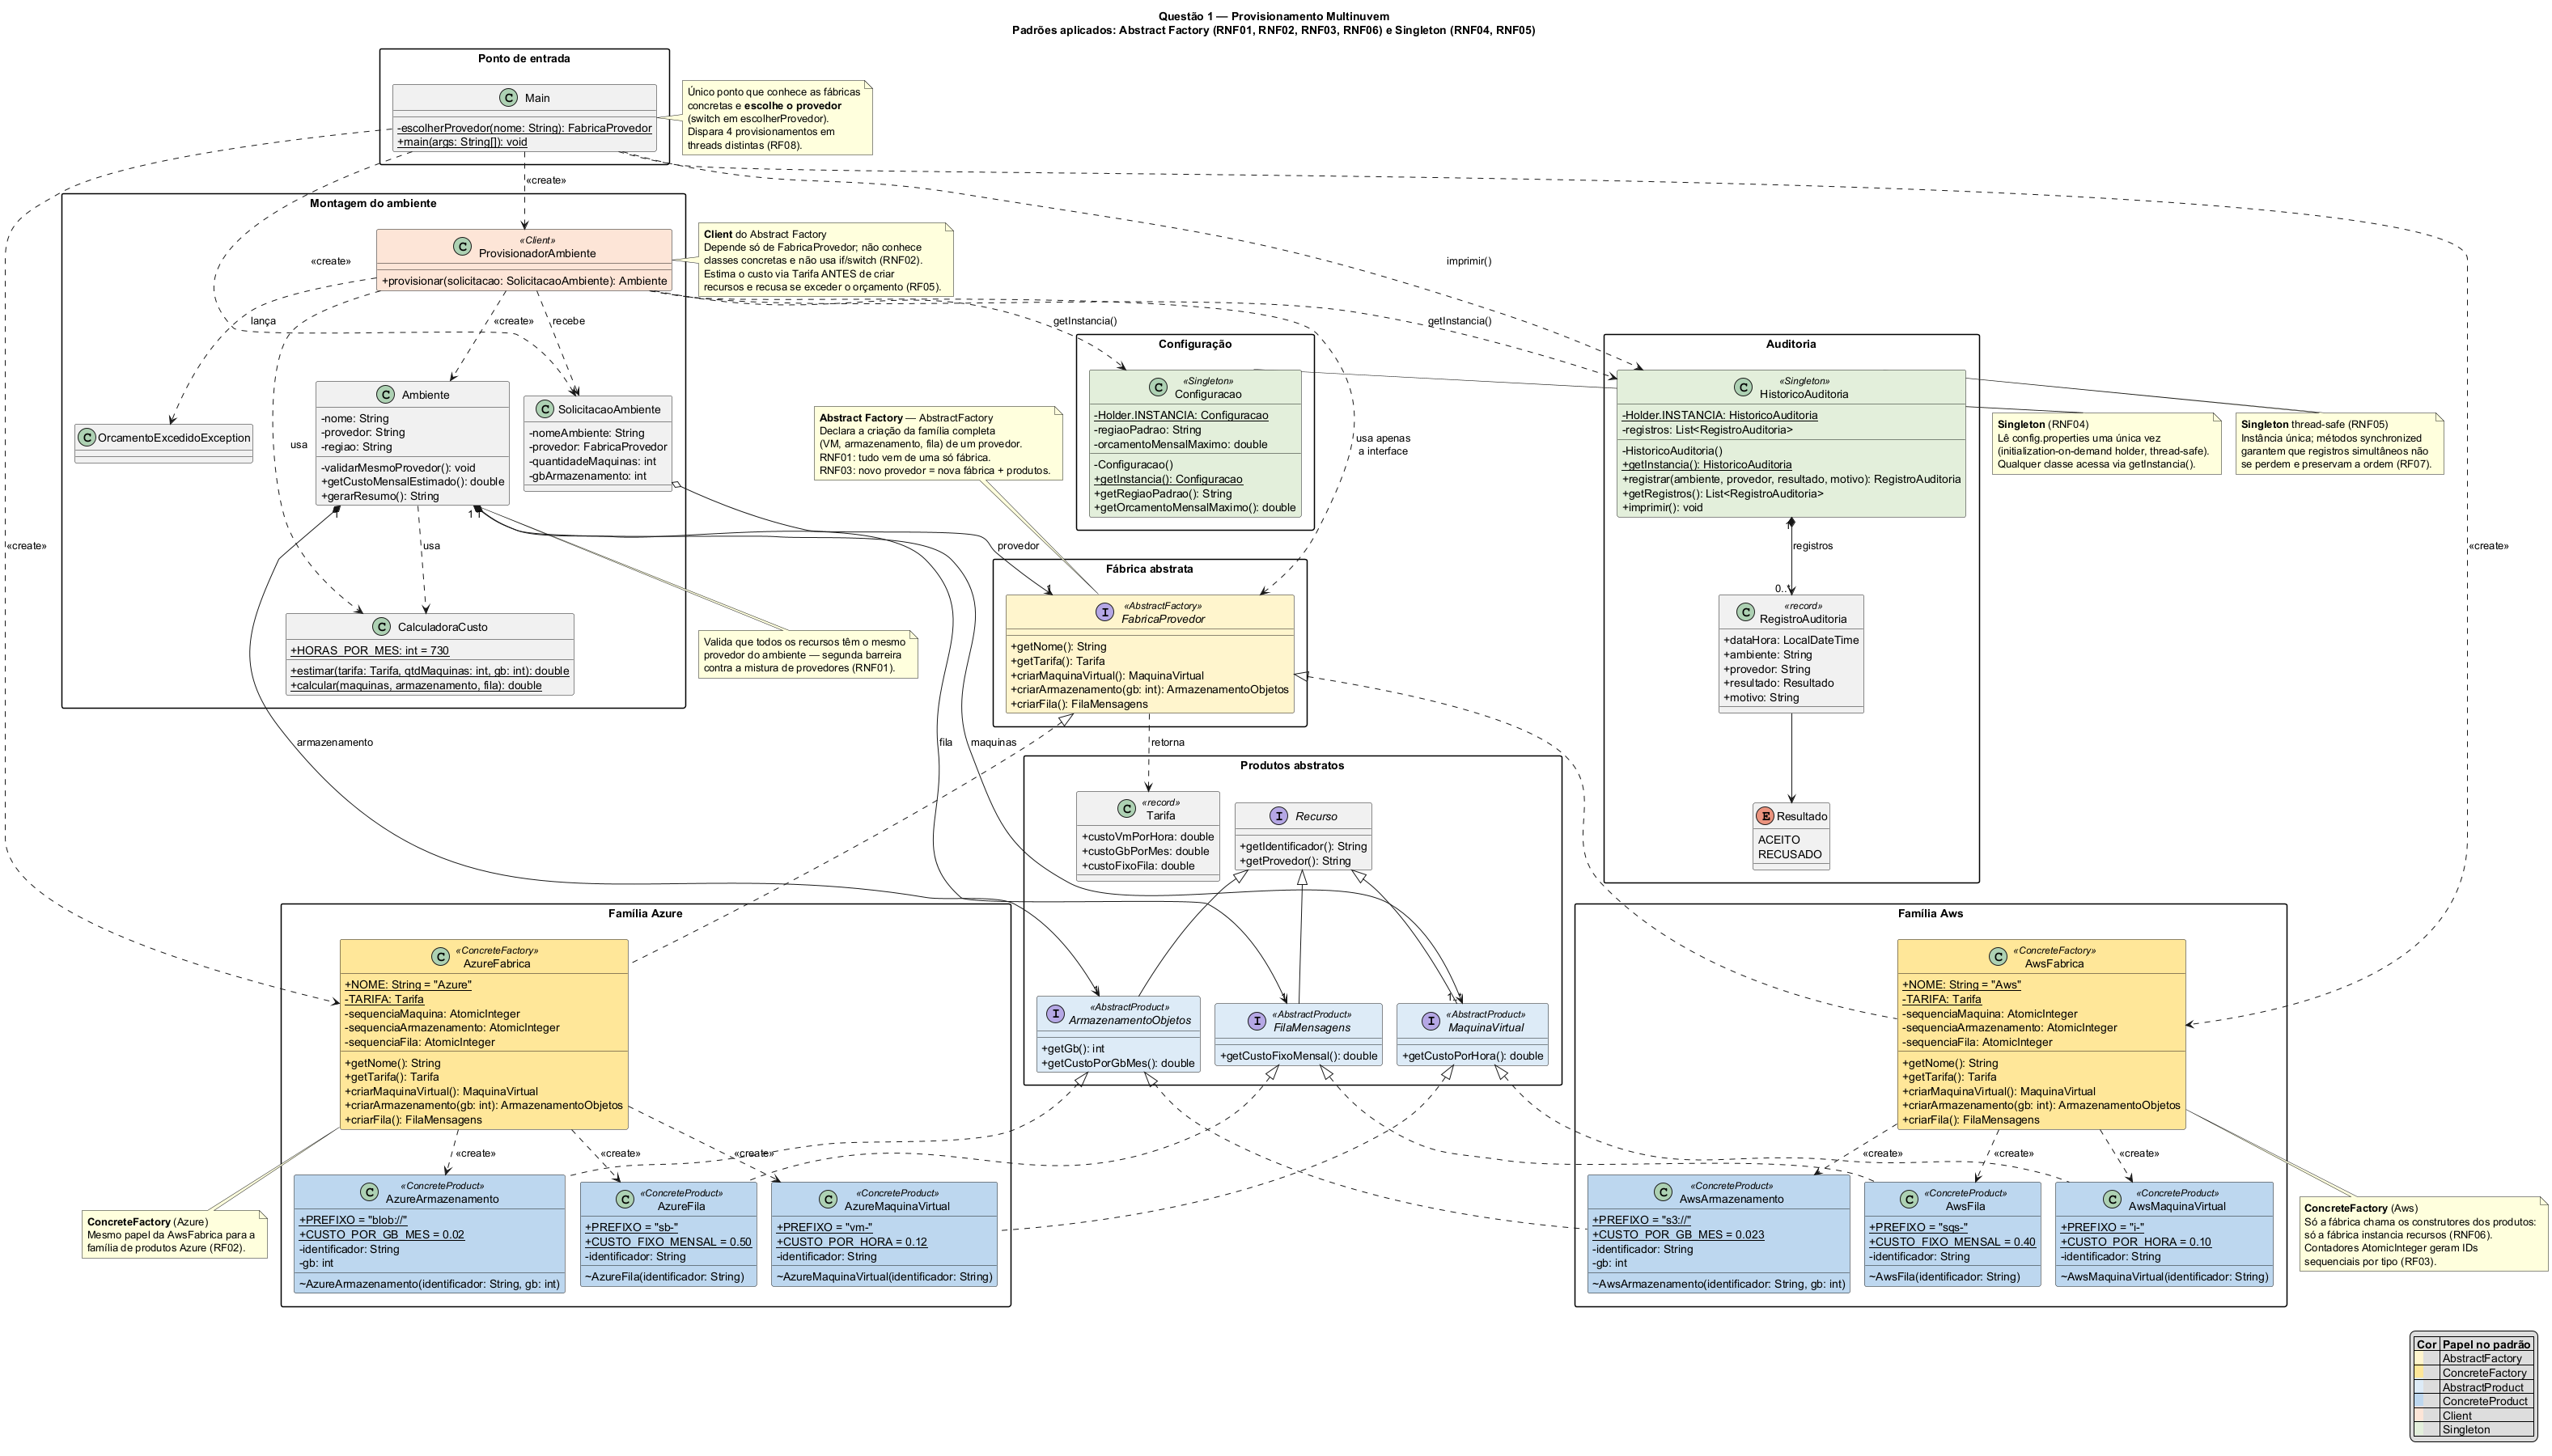 Questão 1 — Provisionamento Multinuvem
Padrões aplicados: Abstract Factory (RNF01, RNF02, RNF03, RNF06) e Singleton (RNF04, RNF05)
Ponto de entrada
C Main
-escolherProvedor(nome: String): FabricaProvedor
+main(args: String[]): void
Único ponto que conhece as fábricas
concretas e escolhe o provedor
(switch em escolherProvedor).
Dispara 4 provisionamentos em
threads distintas (RF08).
«create»
Montagem do ambiente
«Client»
C ProvisionadorAmbiente
+provisionar(solicitacao: SolicitacaoAmbiente): Ambiente
Client do Abstract Factory
Depende só de FabricaProvedor; não conhece
classes concretas e não usa if/switch (RNF02).
Estima o custo via Tarifa ANTES de criar
recursos e recusa se exceder o orçamento (RF05).
«create»
imprimir()
lança
«create»
recebe
getInstancia()
getInstancia()
usa
usa apenas
a interface
C OrcamentoExcedidoException
C Ambiente
-nome: String
-provedor: String
-regiao: String
-validarMesmoProvedor(): void
+getCustoMensalEstimado(): double
+gerarResumo(): String
C SolicitacaoAmbiente
-nomeAmbiente: String
-provedor: FabricaProvedor
-quantidadeMaquinas: int
-gbArmazenamento: int
Abstract Factory — AbstractFactory
Declara a criação da família completa
(VM, armazenamento, fila) de um provedor.
RNF01: tudo vem de uma só fábrica.
RNF03: novo provedor = nova fábrica + produtos.
Configuração
«Singleton»
C Configuracao
-Holder.INSTANCIA: Configuracao
-regiaoPadrao: String
-orcamentoMensalMaximo: double
-Configuracao()
+getInstancia(): Configuracao
+getRegiaoPadrao(): String
+getOrcamentoMensalMaximo(): double
Auditoria
«Singleton»
C HistoricoAuditoria
-Holder.INSTANCIA: HistoricoAuditoria
-registros: List<RegistroAuditoria>
-HistoricoAuditoria()
+getInstancia(): HistoricoAuditoria
+registrar(ambiente, provedor, resultado, motivo): RegistroAuditoria
+getRegistros(): List<RegistroAuditoria>
+imprimir(): void
Singleton (RNF04)
Lê config.properties uma única vez
(initialization-on-demand holder, thread-safe).
Qualquer classe acessa via getInstancia().
Singleton thread-safe (RNF05)
Instância única; métodos synchronized
garantem que registros simultâneos não
se perdem e preservam a ordem (RF07).
1
1
1
1
«create»
usa
provedor
registros
«create»
1
0..
C CalculadoraCusto
+HORAS_POR_MES: int = 730
+estimar(tarifa: Tarifa, qtdMaquinas: int, gb: int): double
+calcular(maquinas, armazenamento, fila): double
Valida que todos os recursos têm o mesmo
provedor do ambiente — segunda barreira
contra a mistura de provedores (RNF01).
Fábrica abstrata
«AbstractFactory»
I FabricaProvedor
+getNome(): String
+getTarifa(): Tarifa
+criarMaquinaVirtual(): MaquinaVirtual
+criarArmazenamento(gb: int): ArmazenamentoObjetos
+criarFila(): FilaMensagens
«record»
C RegistroAuditoria
+dataHora: LocalDateTime
+ambiente: String
+provedor: String
+resultado: Resultado
+motivo: String
armazenamento
fila
maquinas
retorna
Produtos abstratos
«record»
C Tarifa
+custoVmPorHora: double
+custoGbPorMes: double
+custoFixoFila: double
I Recurso
+getIdentificador(): String
+getProvedor(): String
E Resultado
ACEITO
RECUSADO
Família Azure
«ConcreteFactory»
C AzureFabrica
+NOME: String = "Azure"
-TARIFA: Tarifa
-sequenciaMaquina: AtomicInteger
-sequenciaArmazenamento: AtomicInteger
-sequenciaFila: AtomicInteger
+getNome(): String
+getTarifa(): Tarifa
+criarMaquinaVirtual(): MaquinaVirtual
+criarArmazenamento(gb: int): ArmazenamentoObjetos
+criarFila(): FilaMensagens
1
1
1..
«AbstractProduct»
I ArmazenamentoObjetos
+getGb(): int
+getCustoPorGbMes(): double
«AbstractProduct»
I FilaMensagens
+getCustoFixoMensal(): double
«AbstractProduct»
I MaquinaVirtual
+getCustoPorHora(): double
Família Aws
«ConcreteFactory»
C AwsFabrica
+NOME: String = "Aws"
-TARIFA: Tarifa
-sequenciaMaquina: AtomicInteger
-sequenciaArmazenamento: AtomicInteger
-sequenciaFila: AtomicInteger
+getNome(): String
+getTarifa(): Tarifa
+criarMaquinaVirtual(): MaquinaVirtual
+criarArmazenamento(gb: int): ArmazenamentoObjetos
+criarFila(): FilaMensagens
«create»
«create»
«create»
«create»
«create»
«create»
ConcreteFactory (Azure)
Mesmo papel da AwsFabrica para a
família de produtos Azure (RF02).
«ConcreteProduct»
C AzureArmazenamento
+PREFIXO = "blob://"
+CUSTO_POR_GB_MES = 0.02
-identificador: String
-gb: int
~AzureArmazenamento(identificador: String, gb: int)
«ConcreteProduct»
C AzureFila
+PREFIXO = "sb-"
+CUSTO_FIXO_MENSAL = 0.50
-identificador: String
~AzureFila(identificador: String)
«ConcreteProduct»
C AzureMaquinaVirtual
+PREFIXO = "vm-"
+CUSTO_POR_HORA = 0.12
-identificador: String
~AzureMaquinaVirtual(identificador: String)
«ConcreteProduct»
C AwsArmazenamento
+PREFIXO = "s3://"
+CUSTO_POR_GB_MES = 0.023
-identificador: String
-gb: int
~AwsArmazenamento(identificador: String, gb: int)
«ConcreteProduct»
C AwsFila
+PREFIXO = "sqs-"
+CUSTO_FIXO_MENSAL = 0.40
-identificador: String
~AwsFila(identificador: String)
«ConcreteProduct»
C AwsMaquinaVirtual
+PREFIXO = "i-"
+CUSTO_POR_HORA = 0.10
-identificador: String
~AwsMaquinaVirtual(identificador: String)
ConcreteFactory (Aws)
Só a fábrica chama os construtores dos produtos:
só a fábrica instancia recursos (RNF06).
Contadores AtomicInteger geram IDs
sequenciais por tipo (RF03).
Cor Papel no padrão
AbstractFactory
ConcreteFactory
AbstractProduct
ConcreteProduct
Client
Singleton